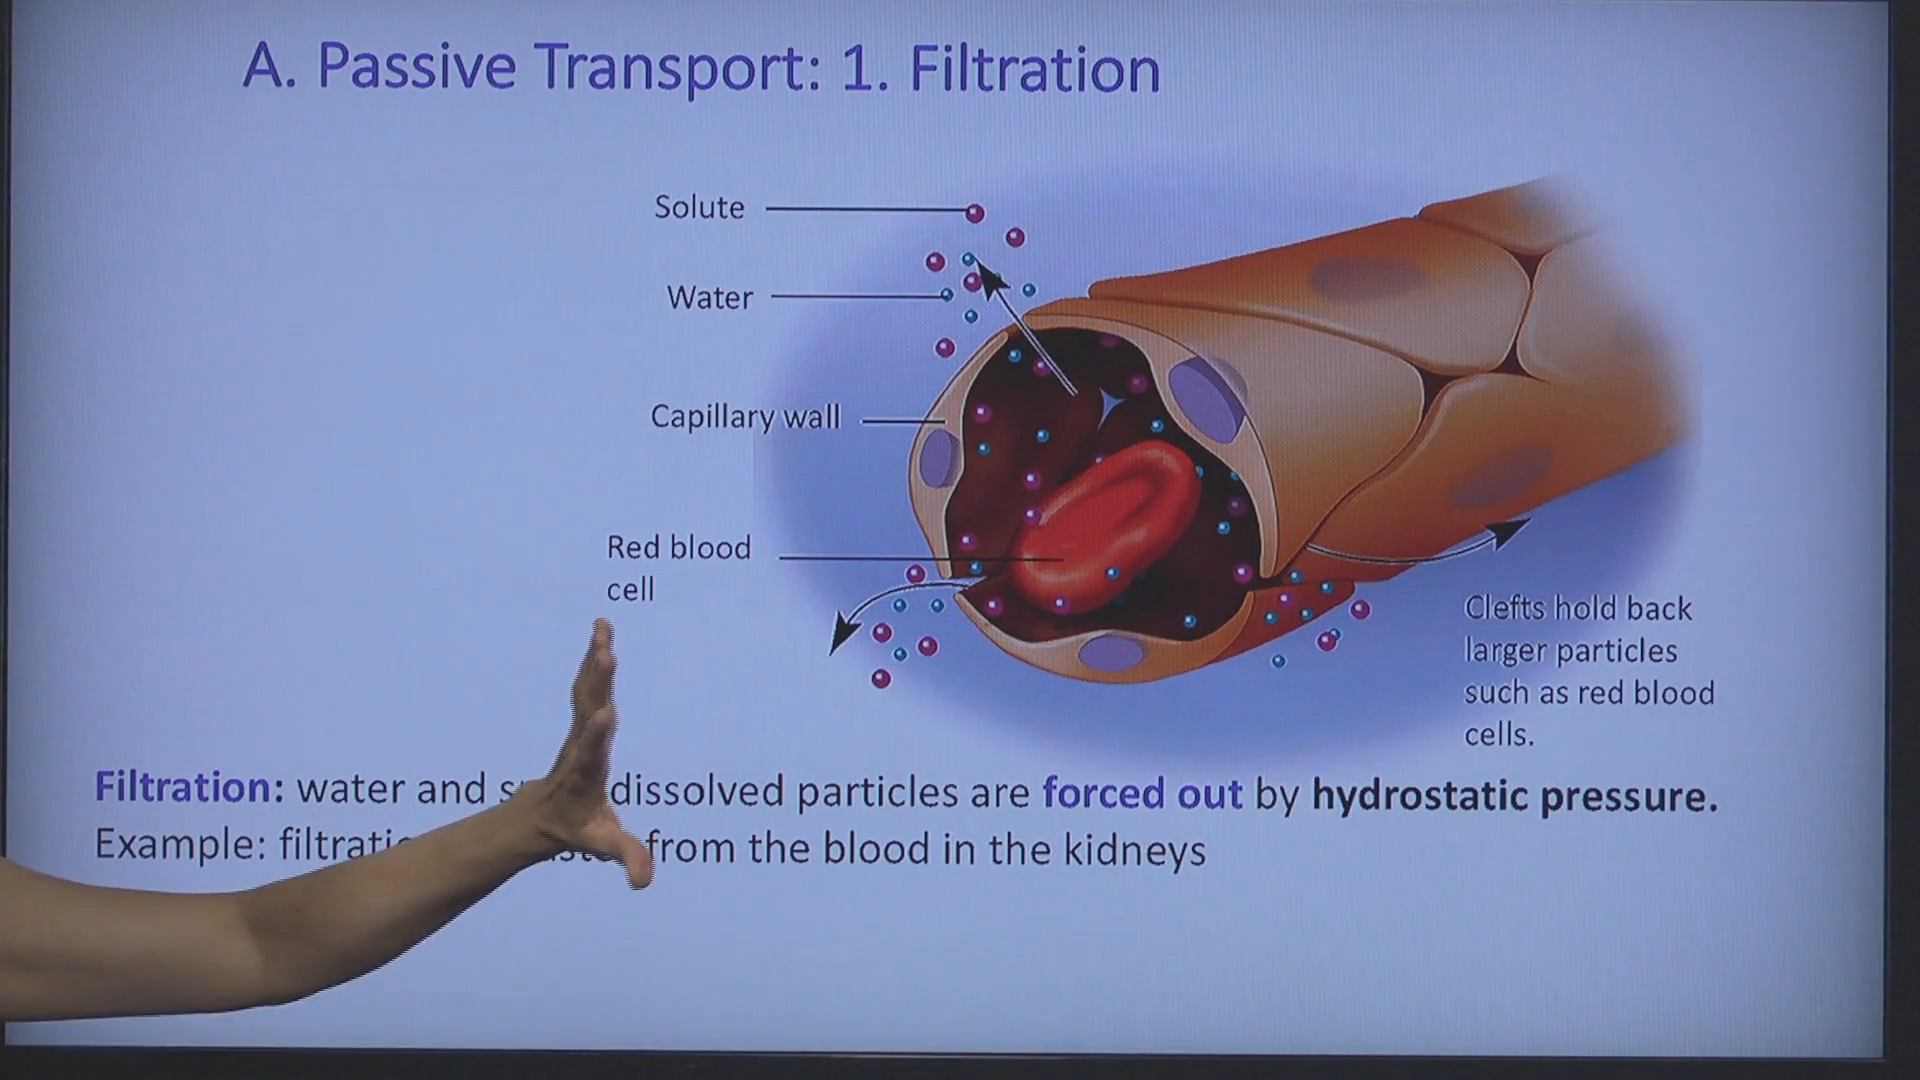 A. Passive Transport: 1. Filtration
Solute
Water
Capillary wall
Red blood
cell
Clefts hold back
larger particles
such as red blood
cells.
Filtration: water and dissolved particles are forced out by hydrostatic pressure.
Example: from the blood in the kidneys